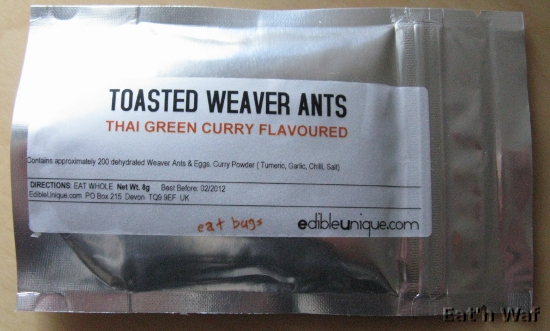 TOASTED WEAVER ANTS
THAI GREEN CURRY FLAVOURED
Contains approximately 200 dehydrated Weaver Ants & Eggs. Curry Powder ( Tumeric, Garlic, Chilli, Salt)
DIRECTIONS: EAT WHOLE Net Wt. 8g Best Before: 02/2012
EdibleUnique.com PO Box 215 Devon TQ9 9EF UK
eat bugs
edibleunique.com
Eat'n Waf